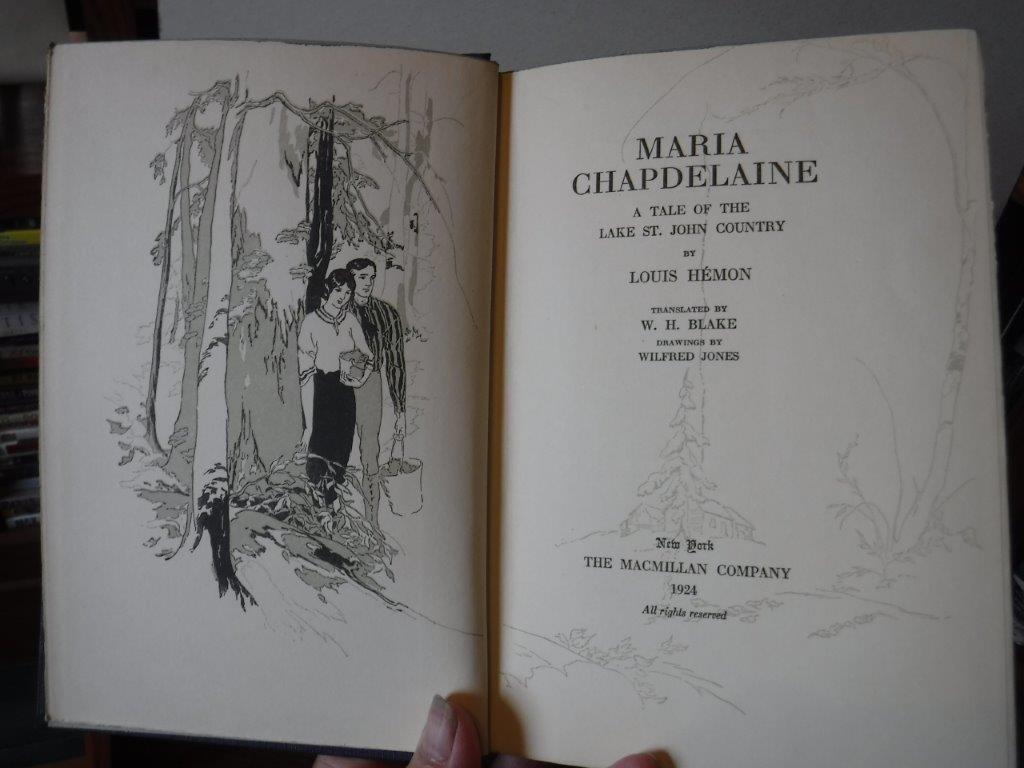 MARIA
CHAPDELAINE
A TALE OF THE
LAKE ST. JOHN COUNTRY
BY
LOUIS HÉMON
TRANSLATED BY
W. H. BLAKE
DRAWINGS BY
WILFRED JONES
New York
THE MACMILLAN COMPANY
1924
All rights reserved